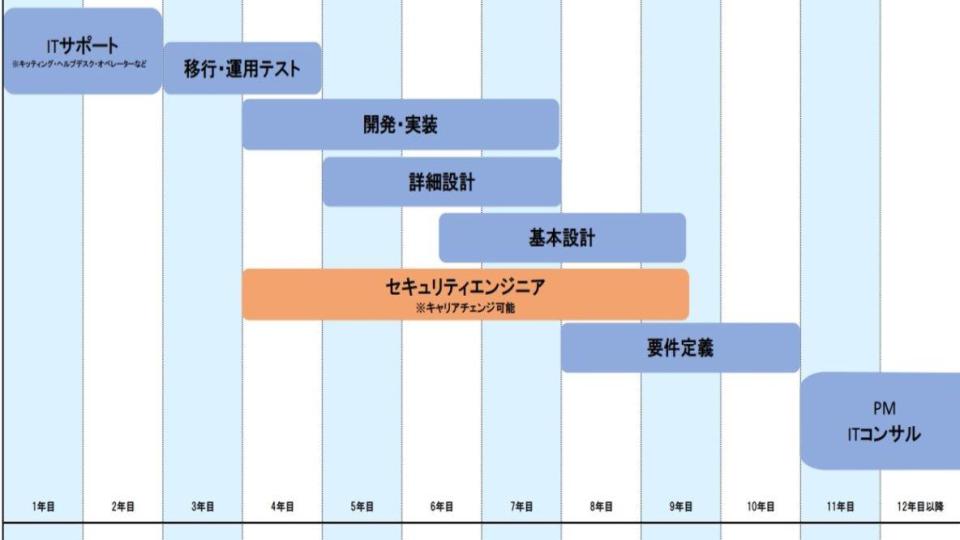 ITサポート
※キッティング・ヘルプデスク・オペレーターなど
移行・運用テスト
開発・実装
詳細設計
基本設計
セキュリティエンジニア
※キャリアチェンジ可能
要件定義
PM
ITコンサル
1年目
2年目
3年目
4年目
5年目
6年目
7年目
8年目
9年目
10年目
11年目
12年目以降